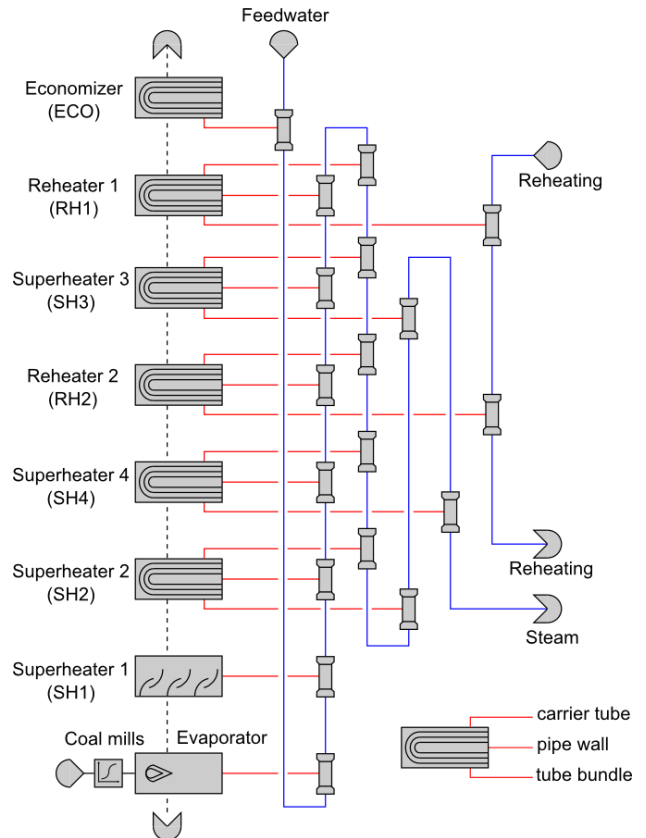 Feedwater
Economizer
(ECO)
Reheater 1
(RH1)
Reheating
Superheater 3
(SH3)
Reheater 2
(RH2)
Superheater 4
(SH4)
Reheating
Superheater 2
(SH2)
Steam
Superheater 1
(SH1)
carrier tube
pipe wall
tube bundle
Coal mills
Evaporator